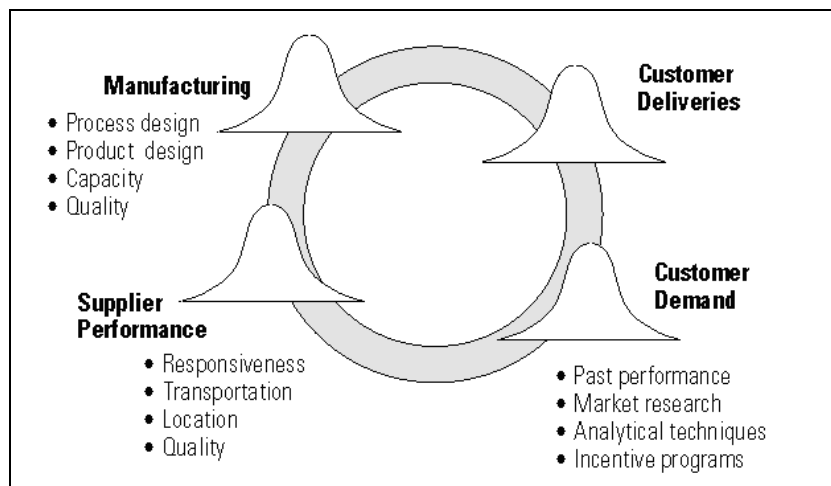 Manufacturing
• Process design
• Product design
• Capacity
• Quality
Customer
Deliveries
Supplier
Performance
• Responsiveness
• Transportation
• Location
• Quality
Customer
Demand
• Past performance
• Market research
• Analytical techniques
• Incentive programs